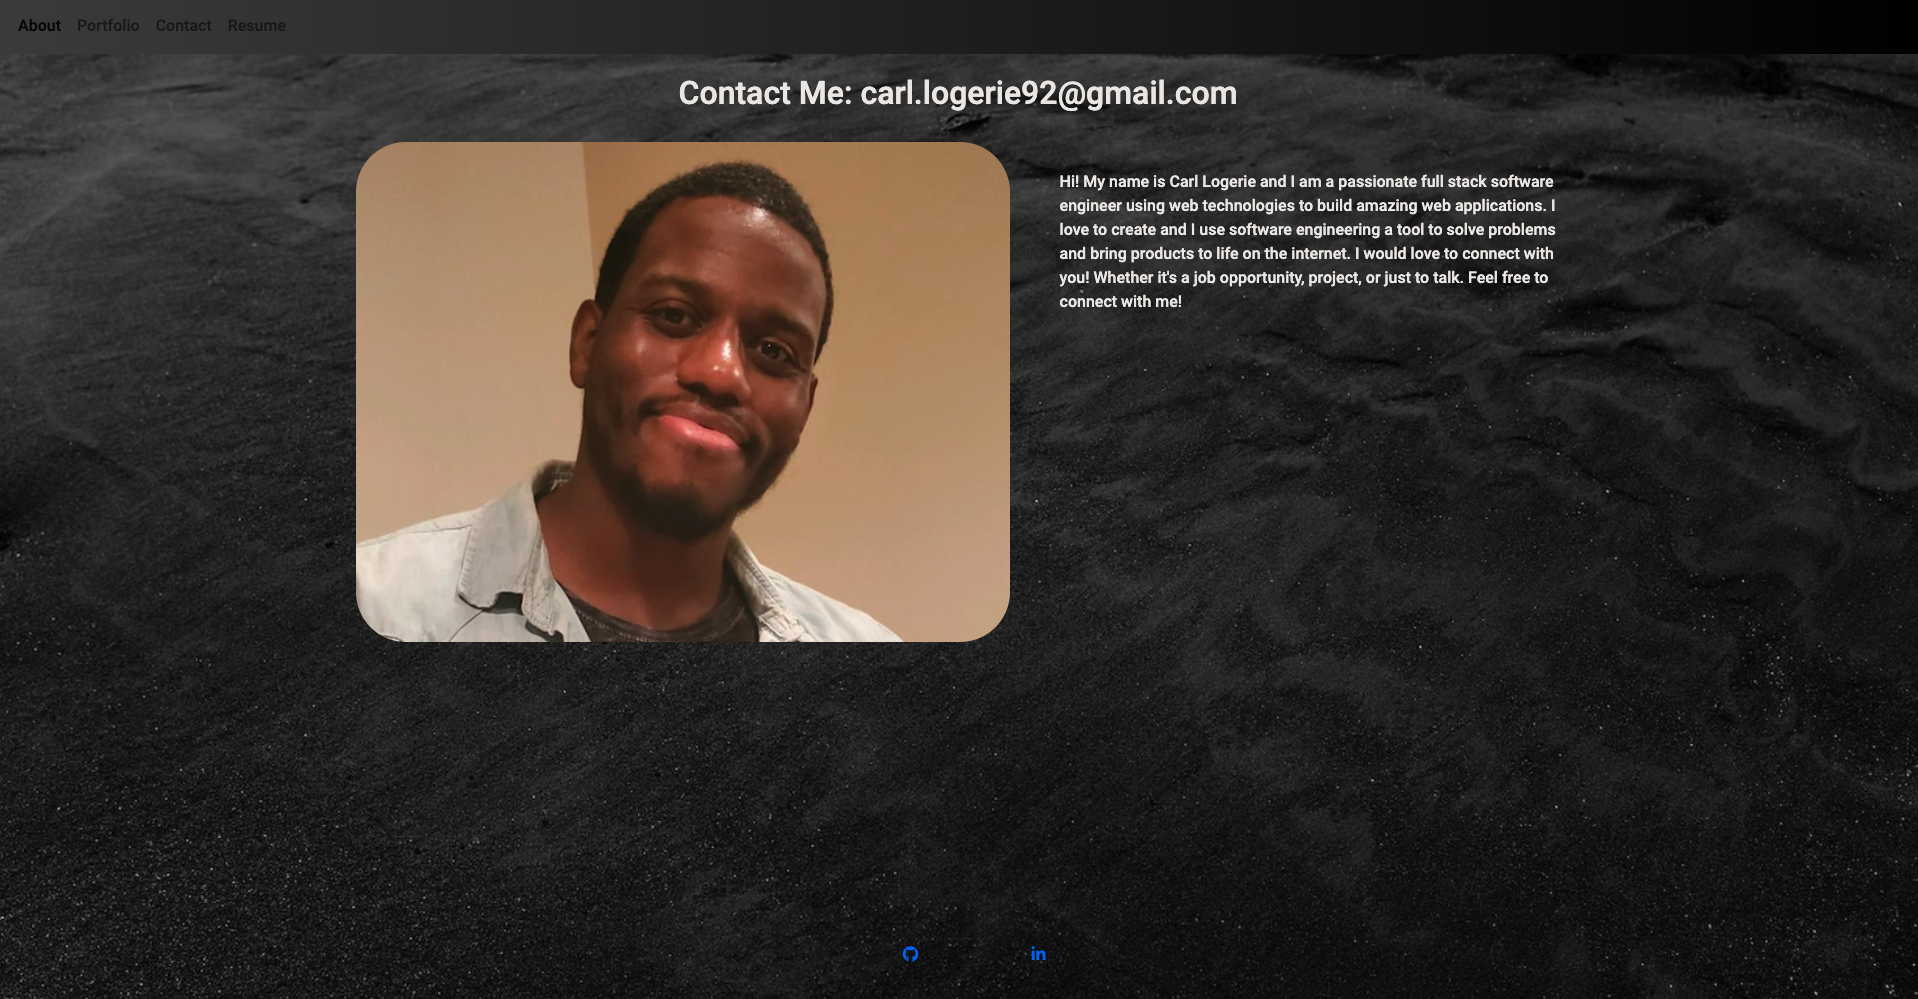 About Portfolio Contact Resume
Contact Me: carl.logerie92@gmail.com
Hi! My name is Carl Logerie and I am a passionate full stack software
engineer using web technologies to build amazing web applications. I
love to create and I use software engineering a tool to solve problems
and bring products to life on the internet. I would love to connect with
you! Whether it's a job opportunity, project, or just to talk. Feel free to
connect with me!
in